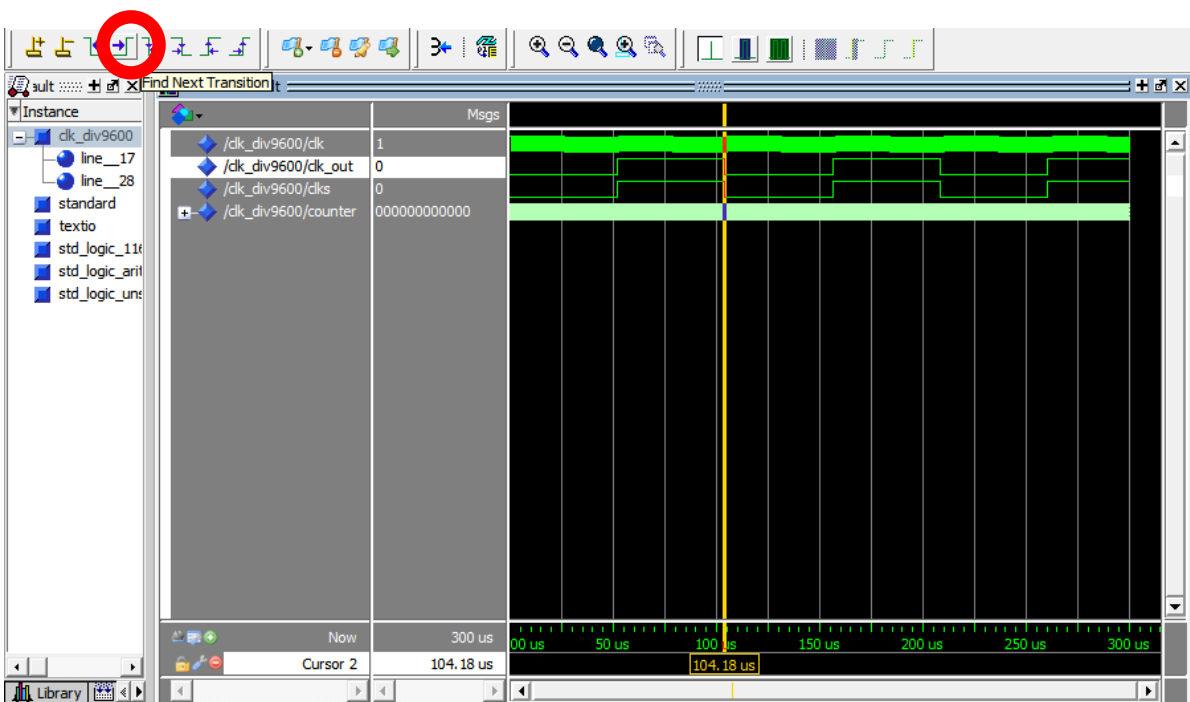 Find Next Transition
ault
lt
Instance
Msgs
clk_div9600
line__17
line__28
standard
textio
std_logic_116
std_logic_arit
std_logic_uns
/clk_div9600/clk 1
/clk_div9600/clk_out 0
/clk_div9600/clks 0
/clk_div9600/counter 000000000000
Now 300 us
00 us 50 us 100 us 150 us 200 us 250 us 300 us
Cursor 2 104.18 us
104.18 us
Library